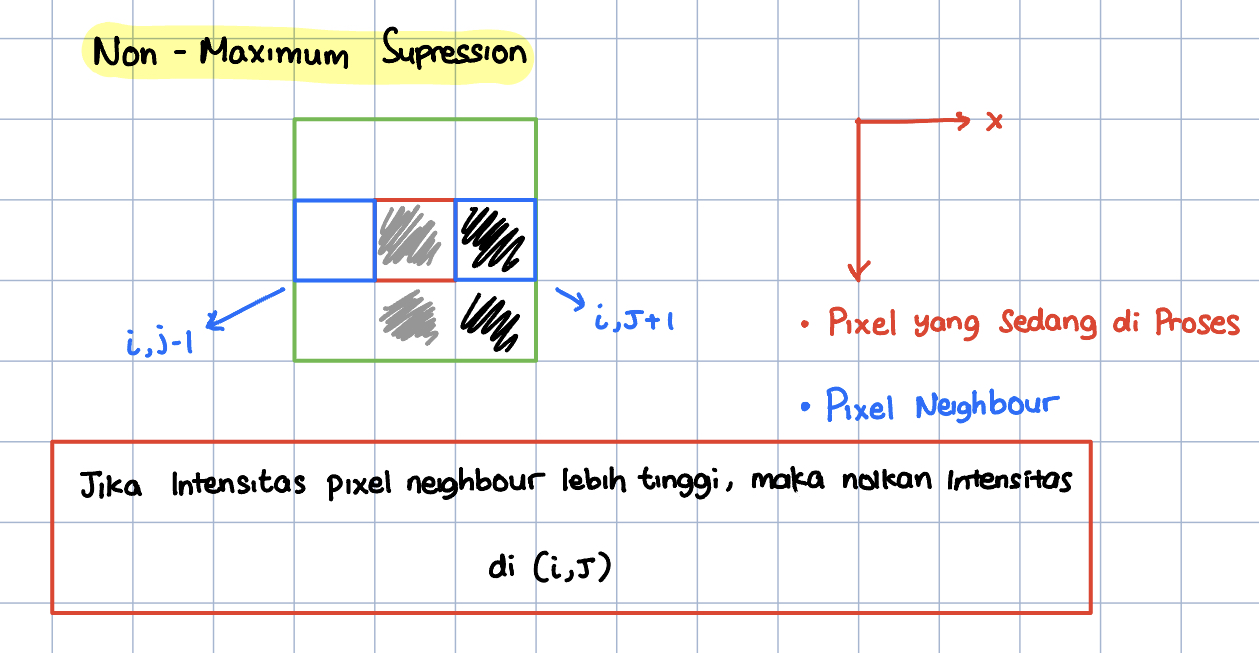 Non - Maximum Supression
x
i, j-1
i, J+1
• Pixel yang Sedang di Proses
• Pixel Neighbour
Jika Intensitas pixel neighbour lebih tinggi, maka nolkan Intensitas
di (i, J)